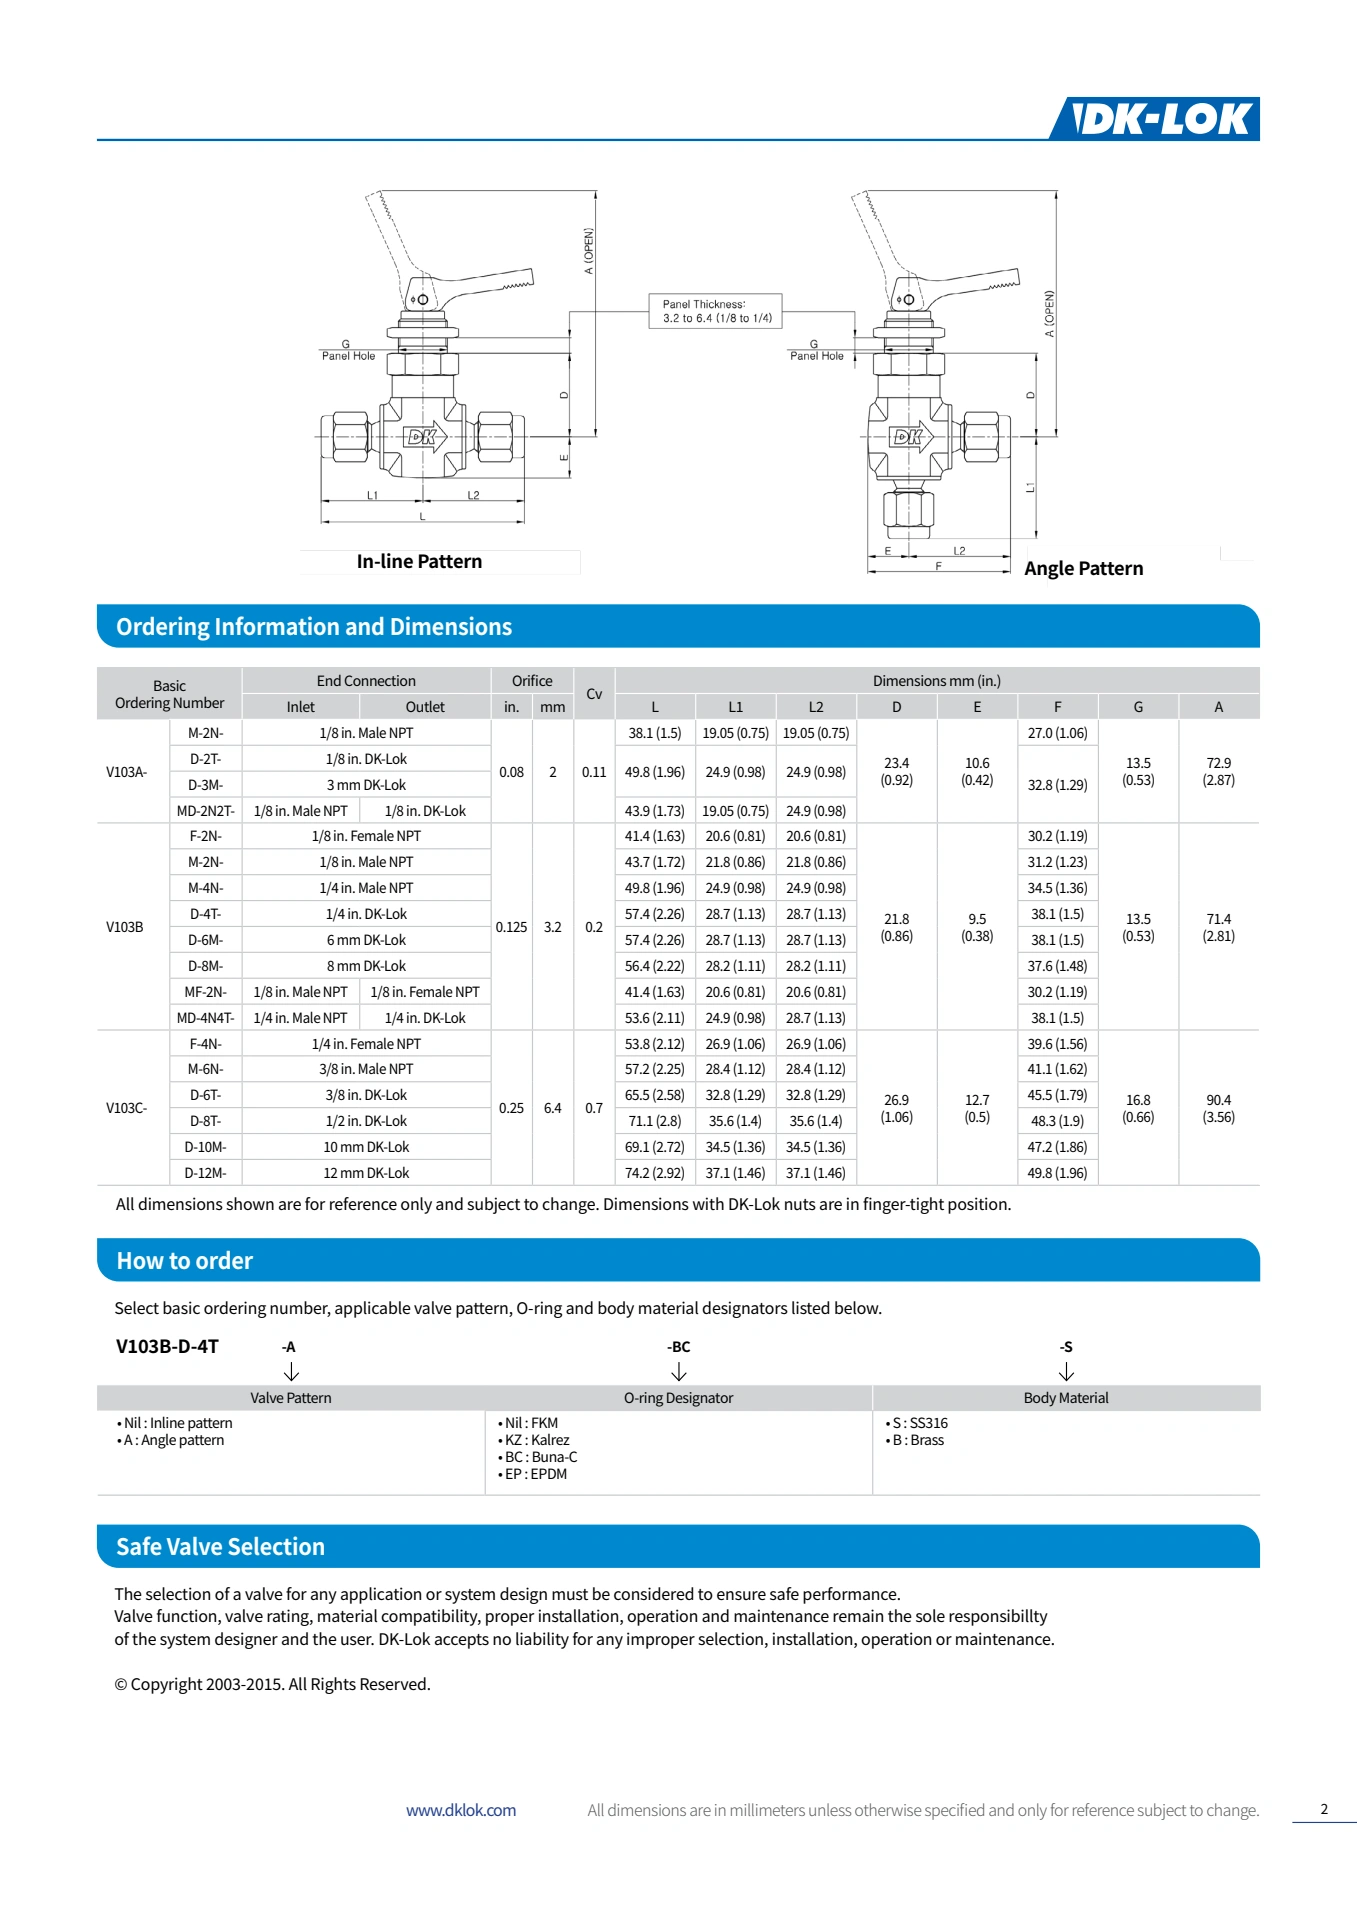 DK-LOK
A (OPEN)
A (OPEN)
Panel Thickness:
3.2 to 6.4 (1/8 to 1/4)
G
Panel Hole
G
Panel Hole
D
D
DK
DK
E
L1
L1
L2
L
E
L2
F
In-line Pattern
Angle Pattern
Ordering Information and Dimensions
Basic
Ordering Number
End Connection
Orifice
Cv
Dimensions mm (in.)
Inlet Outlet in. mm L L1 L2 D E F G A
V103A- 0.08 2 0.11 23.4 (0.92) 10.6 (0.42) 13.5 (0.53) 72.9 (2.87)
M-2N- 1/8 in. Male NPT 38.1 (1.5) 19.05 (0.75) 19.05 (0.75) 27.0 (1.06)
D-2T- 1/8 in. DK-Lok 49.8 (1.96) 24.9 (0.98) 24.9 (0.98) 32.8 (1.29)
D-3M- 3 mm DK-Lok
MD-2N2T- 1/8 in. Male NPT 1/8 in. DK-Lok 43.9 (1.73) 19.05 (0.75) 24.9 (0.98)
V103B 0.125 3.2 0.2 21.8 (0.86) 9.5 (0.38) 13.5 (0.53) 71.4 (2.81)
F-2N- 1/8 in. Female NPT 41.4 (1.63) 20.6 (0.81) 20.6 (0.81) 30.2 (1.19)
M-2N- 1/8 in. Male NPT 43.7 (1.72) 21.8 (0.86) 21.8 (0.86) 31.2 (1.23)
M-4N- 1/4 in. Male NPT 49.8 (1.96) 24.9 (0.98) 24.9 (0.98) 34.5 (1.36)
D-4T- 1/4 in. DK-Lok 57.4 (2.26) 28.7 (1.13) 28.7 (1.13) 38.1 (1.5)
D-6M- 6 mm DK-Lok 57.4 (2.26) 28.7 (1.13) 28.7 (1.13) 38.1 (1.5)
D-8M- 8 mm DK-Lok 56.4 (2.22) 28.2 (1.11) 28.2 (1.11) 37.6 (1.48)
MF-2N- 1/8 in. Male NPT 1/8 in. Female NPT 41.4 (1.63) 20.6 (0.81) 20.6 (0.81) 30.2 (1.19)
MD-4N4T- 1/4 in. Male NPT 1/4 in. DK-Lok 53.6 (2.11) 24.9 (0.98) 28.7 (1.13) 38.1 (1.5)
V103C- 0.25 6.4 0.7 26.9 (1.06) 12.7 (0.5) 16.8 (0.66) 90.4 (3.56)
F-4N- 1/4 in. Female NPT 53.8 (2.12) 26.9 (1.06) 26.9 (1.06) 39.6 (1.56)
M-6N- 3/8 in. Male NPT 57.2 (2.25) 28.4 (1.12) 28.4 (1.12) 41.1 (1.62)
D-6T- 3/8 in. DK-Lok 65.5 (2.58) 32.8 (1.29) 32.8 (1.29) 45.5 (1.79)
D-8T- 1/2 in. DK-Lok 71.1 (2.8) 35.6 (1.4) 35.6 (1.4) 48.3 (1.9)
D-10M- 10 mm DK-Lok 69.1 (2.72) 34.5 (1.36) 34.5 (1.36) 47.2 (1.86)
D-12M- 12 mm DK-Lok 74.2 (2.92) 37.1 (1.46) 37.1 (1.46) 49.8 (1.96)
All dimensions shown are for reference only and subject to change. Dimensions with DK-Lok nuts are in finger-tight position.
How to order
Select basic ordering number, applicable valve pattern, O-ring and body material designators listed below.
V103B-D-4T -A -BC -S
Valve Pattern O-ring Designator Body Material
• Nil : Inline pattern • Nil : FKM • S : SS316
• A : Angle pattern • KZ : Kalrez • B : Brass
• BC : Buna-C
• EP : EPDM
Safe Valve Selection
The selection of a valve for any application or system design must be considered to ensure safe performance.
Valve function, valve rating, material compatibility, proper installation, operation and maintenance remain the sole responsibillty
of the system designer and the user. DK-Lok accepts no liability for any improper selection, installation, operation or maintenance.
© Copyright 2003-2015. All Rights Reserved.
www.dklok.com All dimensions are in millimeters unless otherwise specified and only for reference subject to change. 2